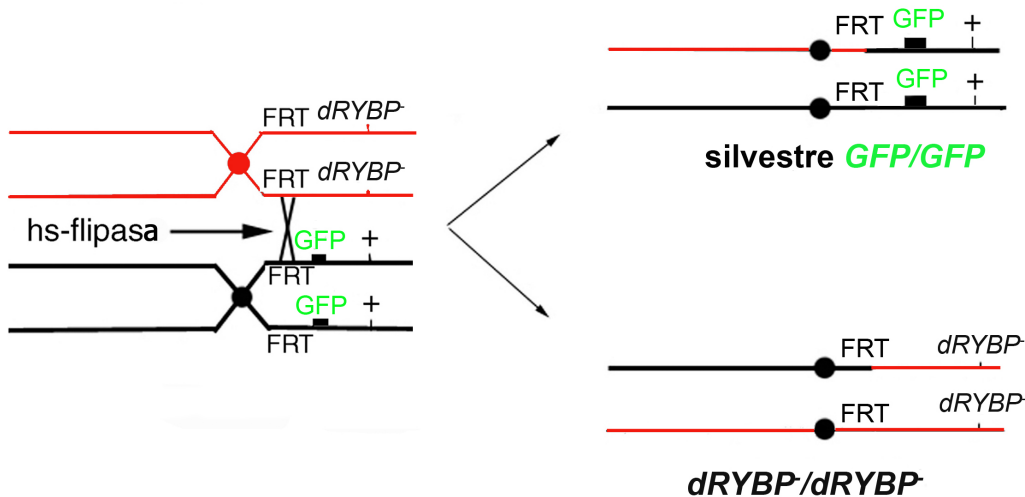 FRT dRYBP-
FRT dRYBP-
hs-flipasa
GFP +
FRT
GFP +
FRT
FRT GFP +
FRT GFP +
silvestre GFP/GFP
FRT dRYBP-
FRT dRYBP-
dRYBP-/dRYBP-